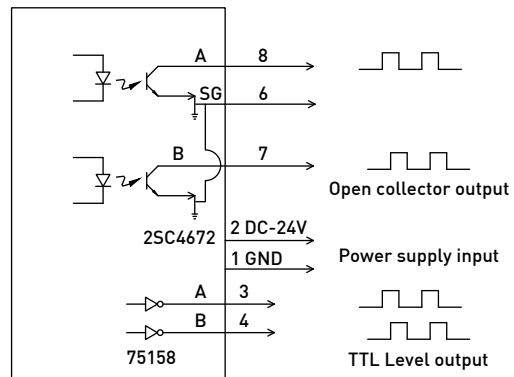 A 8
SG 6
B 7
Open collector output
2SC4672
2 DC-24V
1 GND
Power supply input
A 3
B 4
75158
TTL Level output